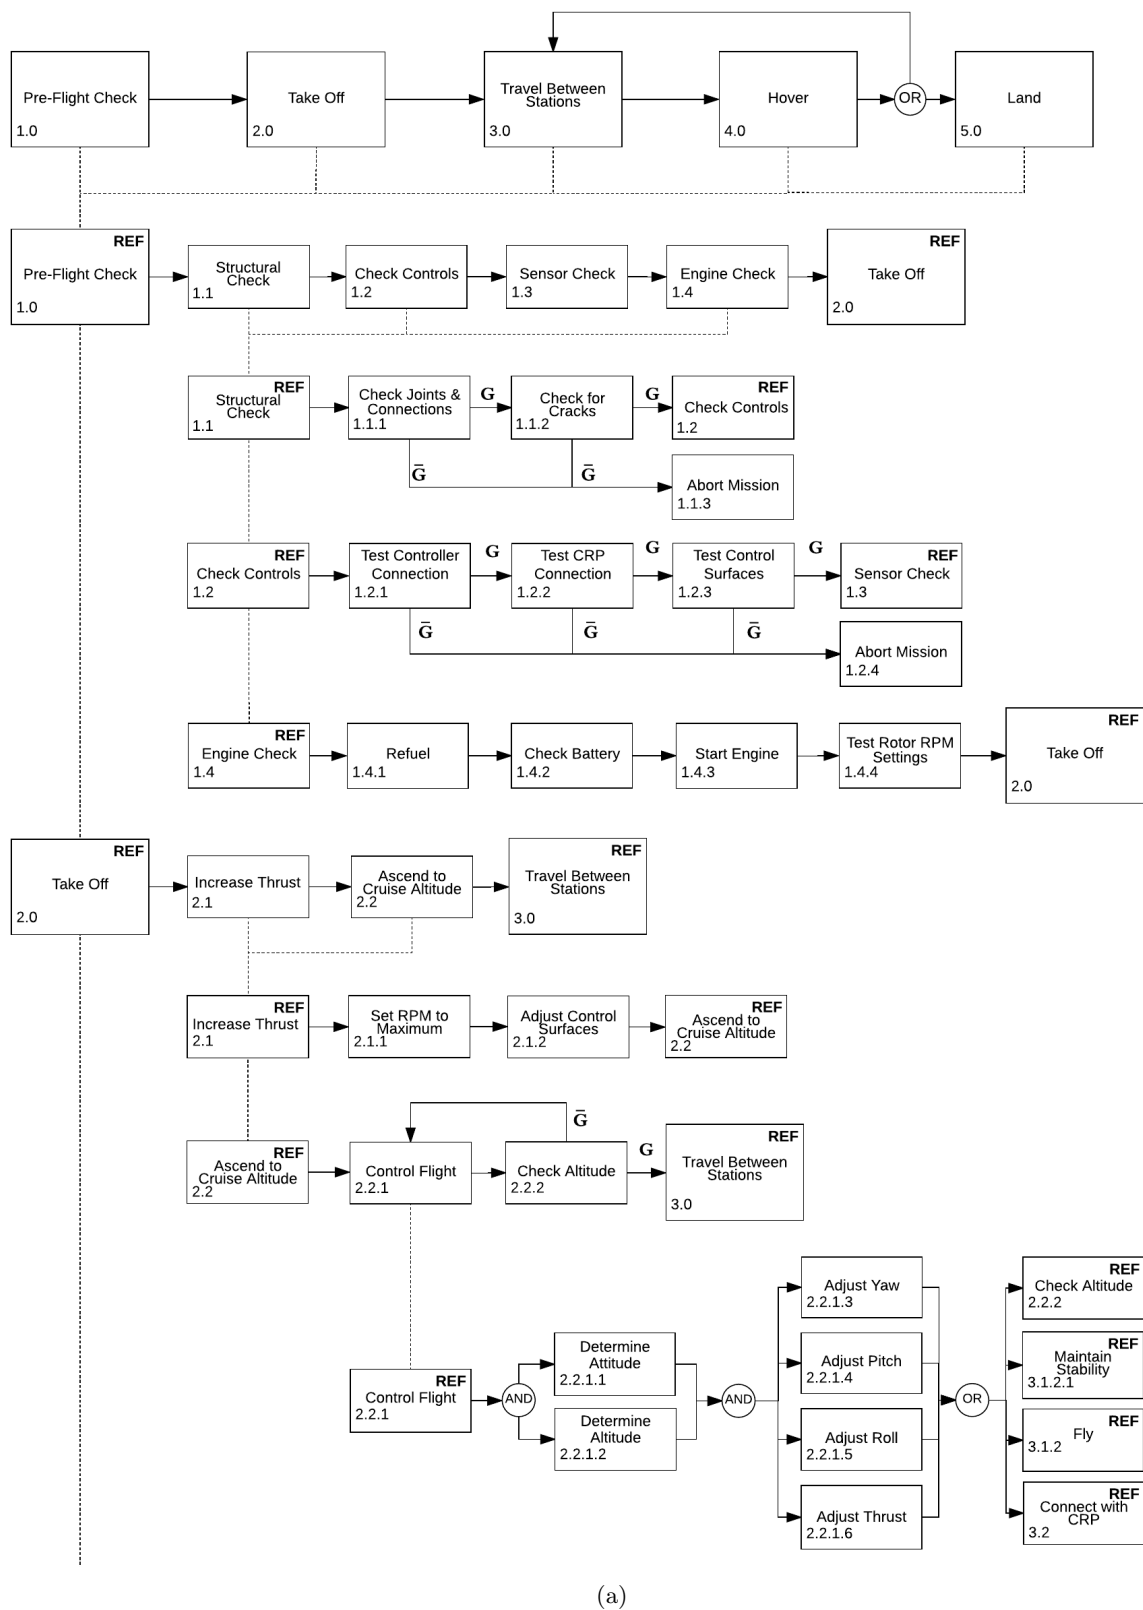 Pre-Flight Check
1.0
Take Off
2.0
Travel Between
Stations
3.0
Hover
4.0
OR
Land
5.0
REF
Pre-Flight Check
1.0
Structural
Check
1.1
Check Controls
1.2
Sensor Check
1.3
Engine Check
1.4
REF
Take Off
2.0
REF
Structural
Check
1.1
Check Joints &
Connections
1.1.1
G
Check for
Cracks
1.1.2
G
REF
Check Controls
1.2
Ḡ
Ḡ
Abort Mission
1.1.3
REF
Check Controls
1.2
Test Controller
Connection
1.2.1
G
Test CRP
Connection
1.2.2
G
Test Control
Surfaces
1.2.3
G
REF
Sensor Check
1.3
Ḡ
Ḡ
Ḡ
Abort Mission
1.2.4
REF
Engine Check
1.4
Refuel
1.4.1
Check Battery
1.4.2
Start Engine
1.4.3
Test Rotor RPM
Settings
1.4.4
REF
Take Off
2.0
REF
Take Off
2.0
Increase Thrust
2.1
Ascend to
Cruise Altitude
2.2
REF
Travel Between
Stations
3.0
REF
Increase Thrust
2.1
Set RPM to
Maximum
2.1.1
Adjust Control
Surfaces
2.1.2
REF
Ascend to
Cruise Altitude
2.2
REF
Ascend to
Cruise Altitude
2.2
Control Flight
2.2.1
Ḡ
Check Altitude
2.2.2
G
REF
Travel Between
Stations
3.0
REF
Control Flight
2.2.1
AND
Determine
Attitude
2.2.1.1
Determine
Altitude
2.2.1.2
AND
Adjust Yaw
2.2.1.3
Adjust Pitch
2.2.1.4
Adjust Roll
2.2.1.5
Adjust Thrust
2.2.1.6
OR
REF
Check Altitude
2.2.2
REF
Maintain
Stability
3.1.2.1
REF
Fly
3.1.2
REF
Connect with
CRP
3.2
(a)